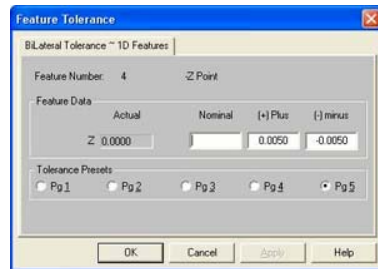 Feature Tolerance
BiLateral Tolerance ~ 1D Features
Feature Number: 4 -Z Point
Feature Data
Actual Nominal (+) Plus (-) minus
Z 0.0000 0.0050 -0.0050
Tolerance Presets
Pg 1 Pg 2 Pg 3 Pg 4 Pg 5
OK Cancel Apply Help